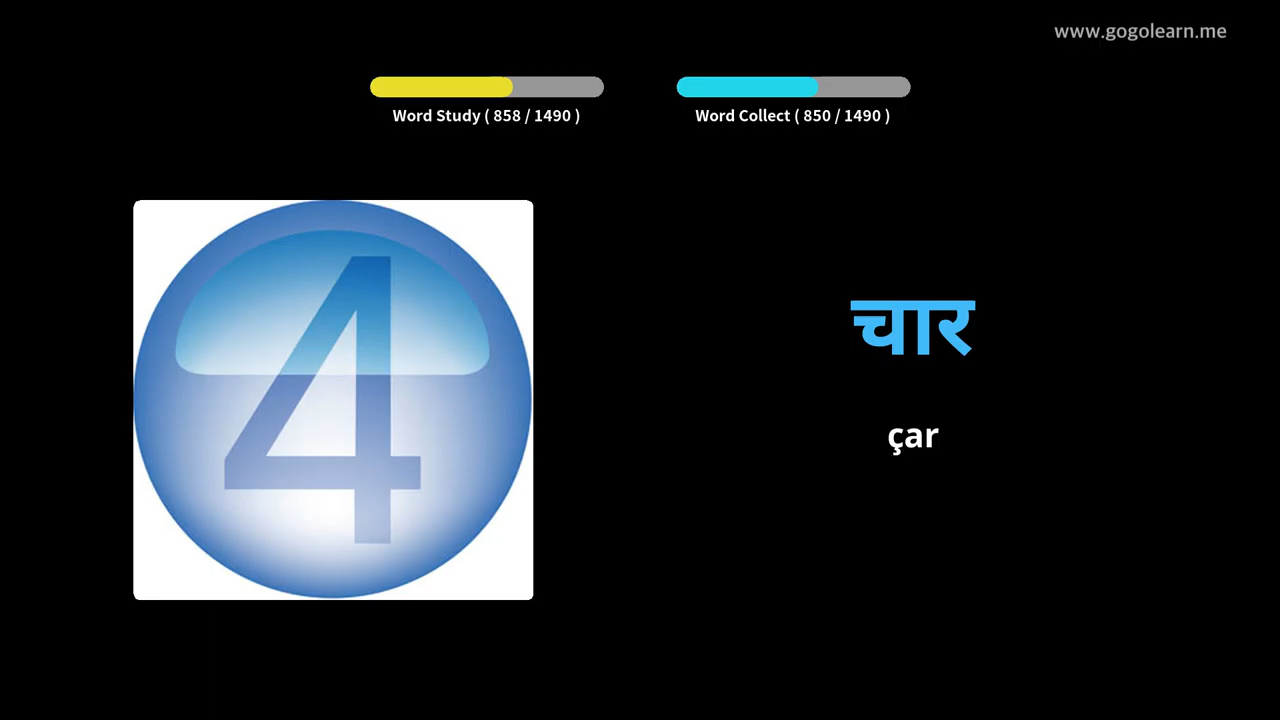 www.gogolearn.me
Word Study ( 858 / 1490 )
Word Collect ( 850 / 1490 )
4
चार
çar